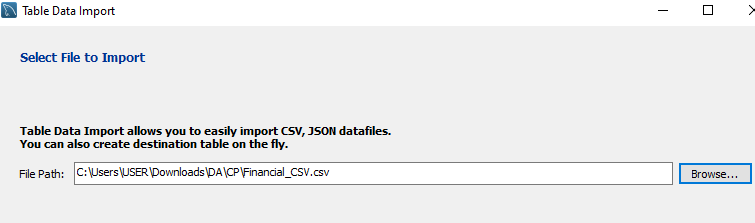 Table Data Import
Select File to Import
Table Data Import allows you to easily import CSV, JSON datafiles.
You can also create destination table on the fly.
File Path: C:\Users\USER\Downloads\DA\CP\Financial_CSV.csv Browse...